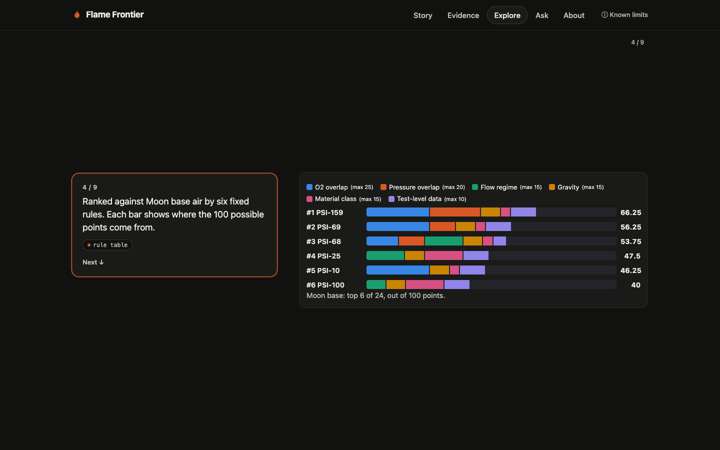 Flame Frontier
Story Evidence Explore Ask About ⓘ Known limits
4 / 9
4 / 9
Ranked against Moon base air by six fixed
rules. Each bar shows where the 100 possible
points come from.
rule table
Next ↓
O2 overlap (max 25) Pressure overlap (max 20) Flow regime (max 15) Gravity (max 15)
Material class (max 15) Test-level data (max 10)
#1 PSI-159 66.25
#2 PSI-69 56.25
#3 PSI-68 53.75
#4 PSI-25 47.5
#5 PSI-10 46.25
#6 PSI-100 40
Moon base: top 6 of 24, out of 100 points.